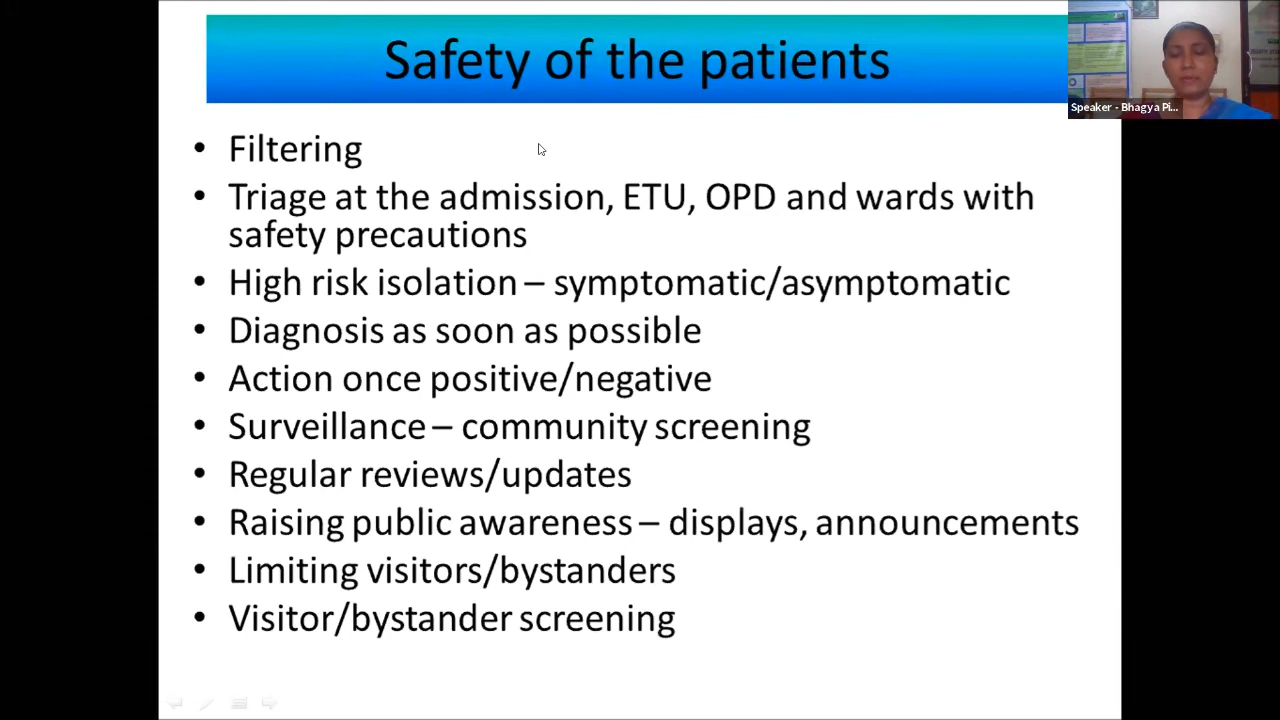 Safety of the patients
Speaker - Bhagya Pi...
• Filtering
• Triage at the admission, ETU, OPD and wards with
safety precautions
• High risk isolation – symptomatic/asymptomatic
• Diagnosis as soon as possible
• Action once positive/negative
• Surveillance – community screening
• Regular reviews/updates
• Raising public awareness – displays, announcements
• Limiting visitors/bystanders
• Visitor/bystander screening